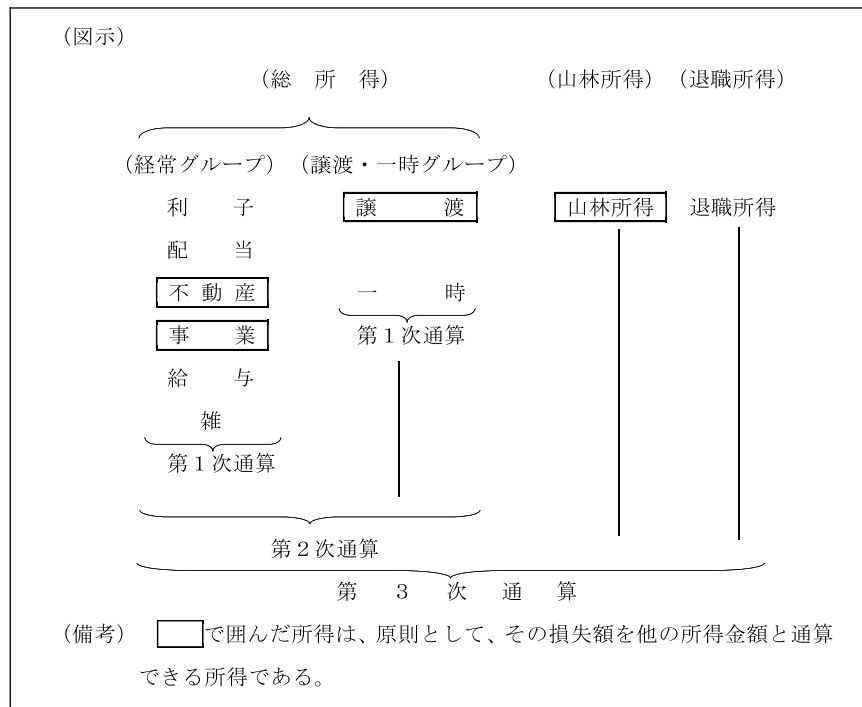 (図示)
(総 所 得) (山林所得) (退職所得)
(経常グループ) (譲渡・一時グループ)
利 子 譲 渡 山林所得 退職所得
配 当
不 動 産 一 時
事 業 第1次通算
給 与
雑
第1次通算
第2次通算
第 3 次 通 算
(備考) で囲んだ所得は、原則として、その損失額を他の所得金額と通算
できる所得である。